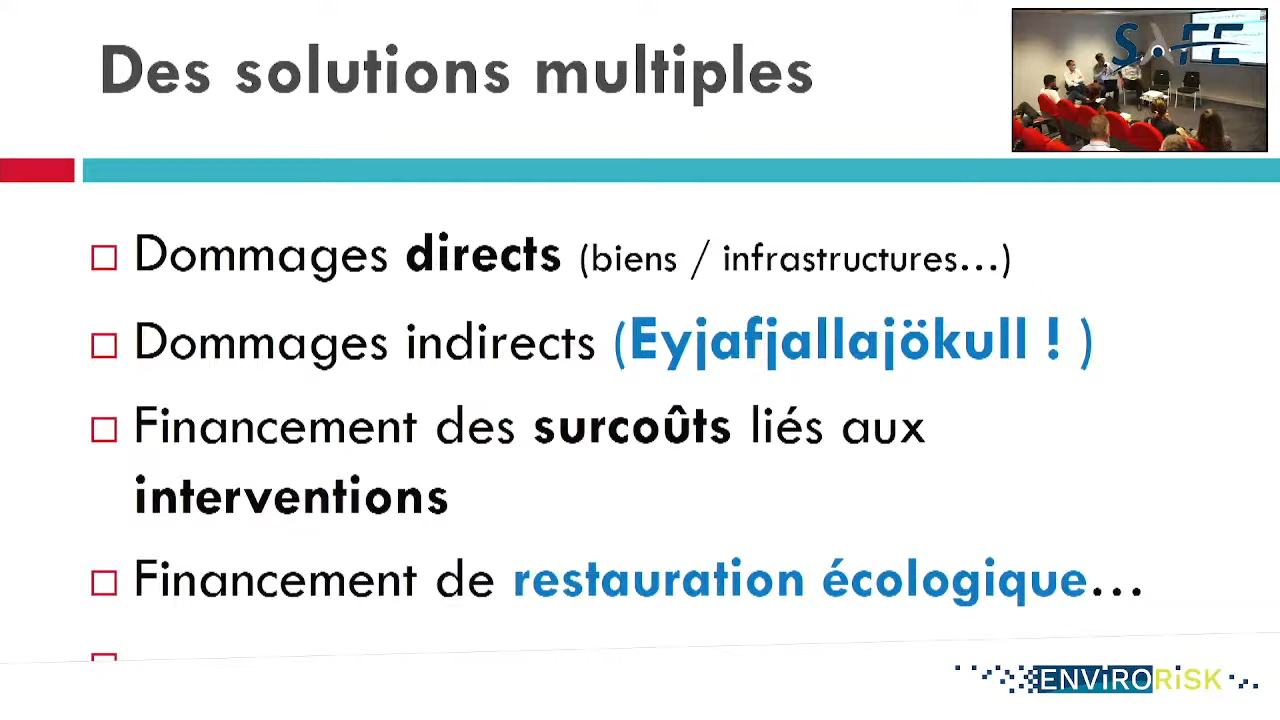 Des solutions multiples
SAFE
Dommages directs (biens / infrastructures...)
Dommages indirects (Eyjafjallajökull ! )
Financement des surcoûts liés aux
interventions
Financement de restauration écologique...
ENViRORiSK